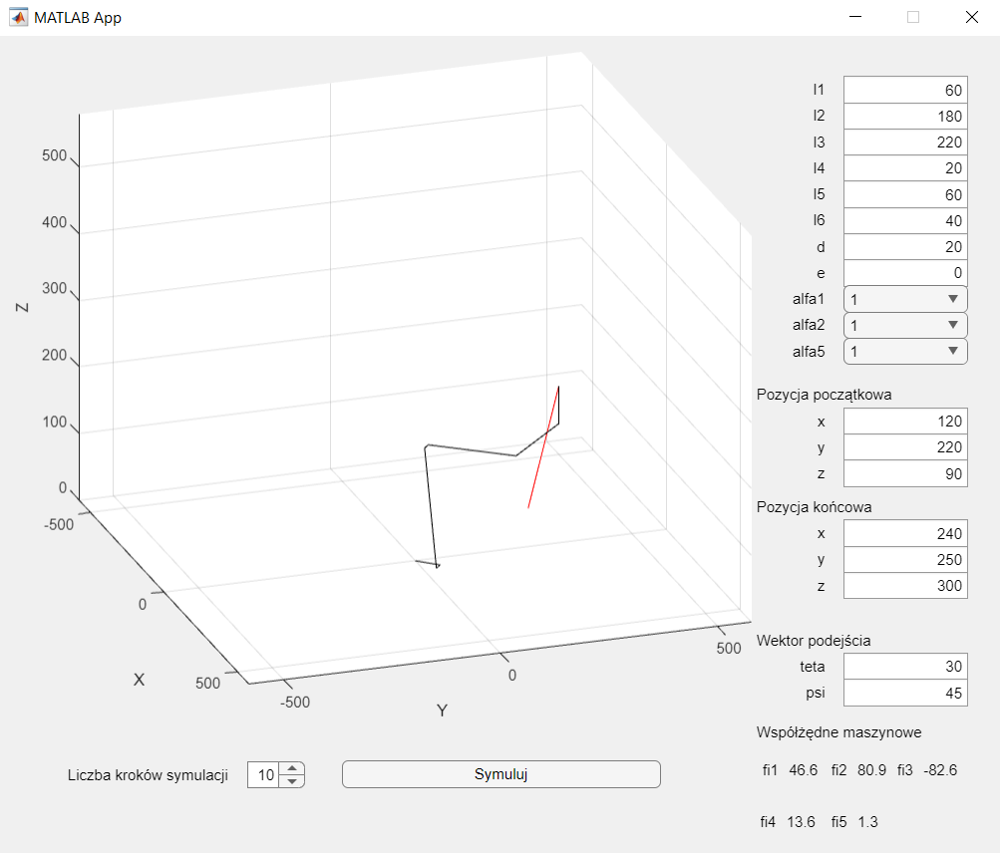 MATLAB App
500
400
300
200
100
0
Z
-500
0
500
X
-500
0
500
Y
l1 60
l2 180
l3 220
l4 20
l5 60
l6 40
d 20
e 0
alfa1 1
alfa2 1
alfa5 1
Pozycja początkowa
x 120
y 220
z 90
Pozycja końcowa
x 240
y 250
z 300
Wektor podejścia
teta 30
psi 45
Współżędne maszynowe
fi1 46.6 fi2 80.9 fi3 -82.6
fi4 13.6 fi5 1.3
Liczba kroków symulacji 10 Symuluj